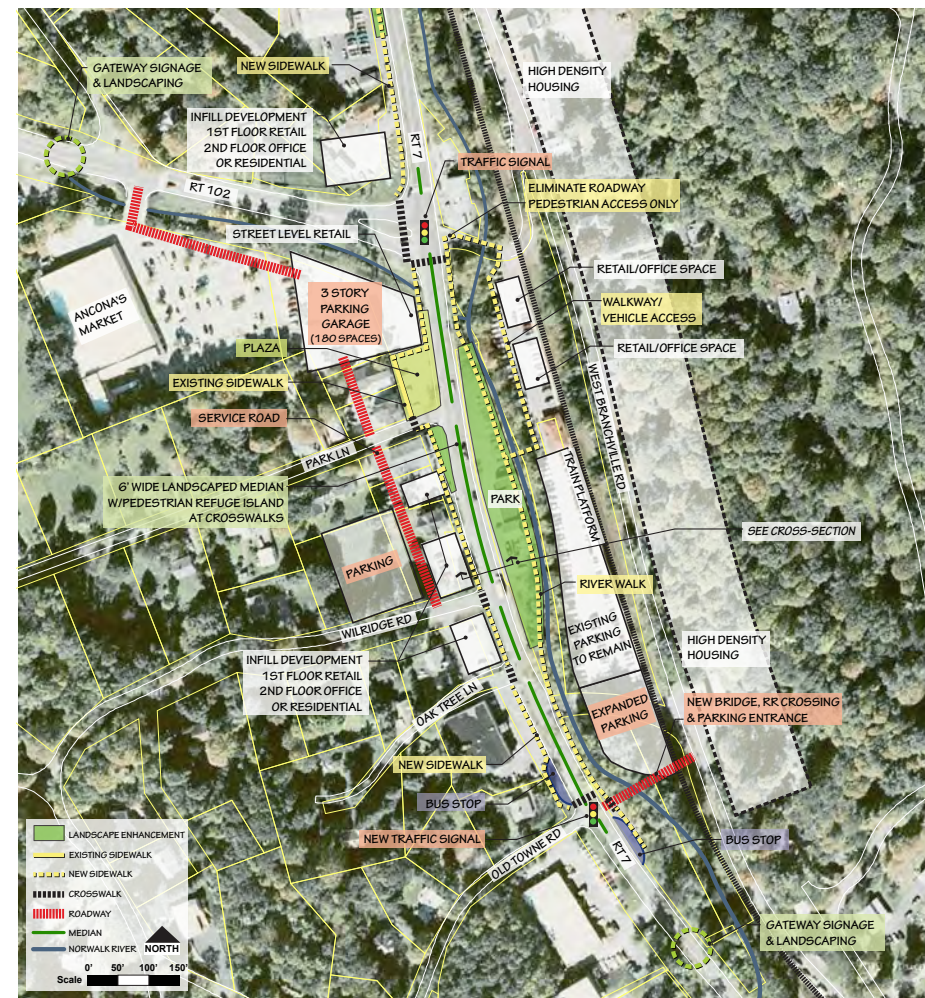 GATEWAY SIGNAGE
& LANDSCAPING
NEW SIDEWALK
HIGH DENSITY
HOUSING
INFILL DEVELOPMENT
1ST FLOOR RETAIL
2ND FLOOR OFFICE
OR RESIDENTIAL
RT 7
TRAFFIC SIGNAL
RT 102
ELIMINATE ROADWAY
PEDESTRIAN ACCESS ONLY
STREET LEVEL RETAIL
RETAIL/OFFICE SPACE
ANCONA'S
MARKET
3 STORY
PARKING
GARAGE
(180 SPACES)
WALKWAY/
VEHICLE ACCESS
PLAZA
RETAIL/OFFICE SPACE
EXISTING SIDEWALK
WEST BRANCHVILLE RD
SERVICE ROAD
PARK LN
TRAIN PLATFORM
6' WIDE LANDSCAPED MEDIAN
W/PEDESTRIAN REFUGE ISLAND
AT CROSSWALKS
PARK
SEE CROSS-SECTION
PARKING
RIVER WALK
WILRIDGE RD
EXISTING
PARKING
TO REMAIN
HIGH DENSITY
HOUSING
INFILL DEVELOPMENT
1ST FLOOR RETAIL
2ND FLOOR OFFICE
OR RESIDENTIAL
OAK TREE LN
EXPANDED
PARKING
NEW BRIDGE, RR CROSSING
& PARKING ENTRANCE
NEW SIDEWALK
BUS STOP
NEW TRAFFIC SIGNAL
OLD TOWNE RD
RT 7
BUS STOP
GATEWAY SIGNAGE
& LANDSCAPING
LANDSCAPE ENHANCEMENT
EXISTING SIDEWALK
NEW SIDEWALK
CROSSWALK
ROADWAY
MEDIAN
NORWALK RIVER
NORTH
0' 50' 100' 150'
Scale